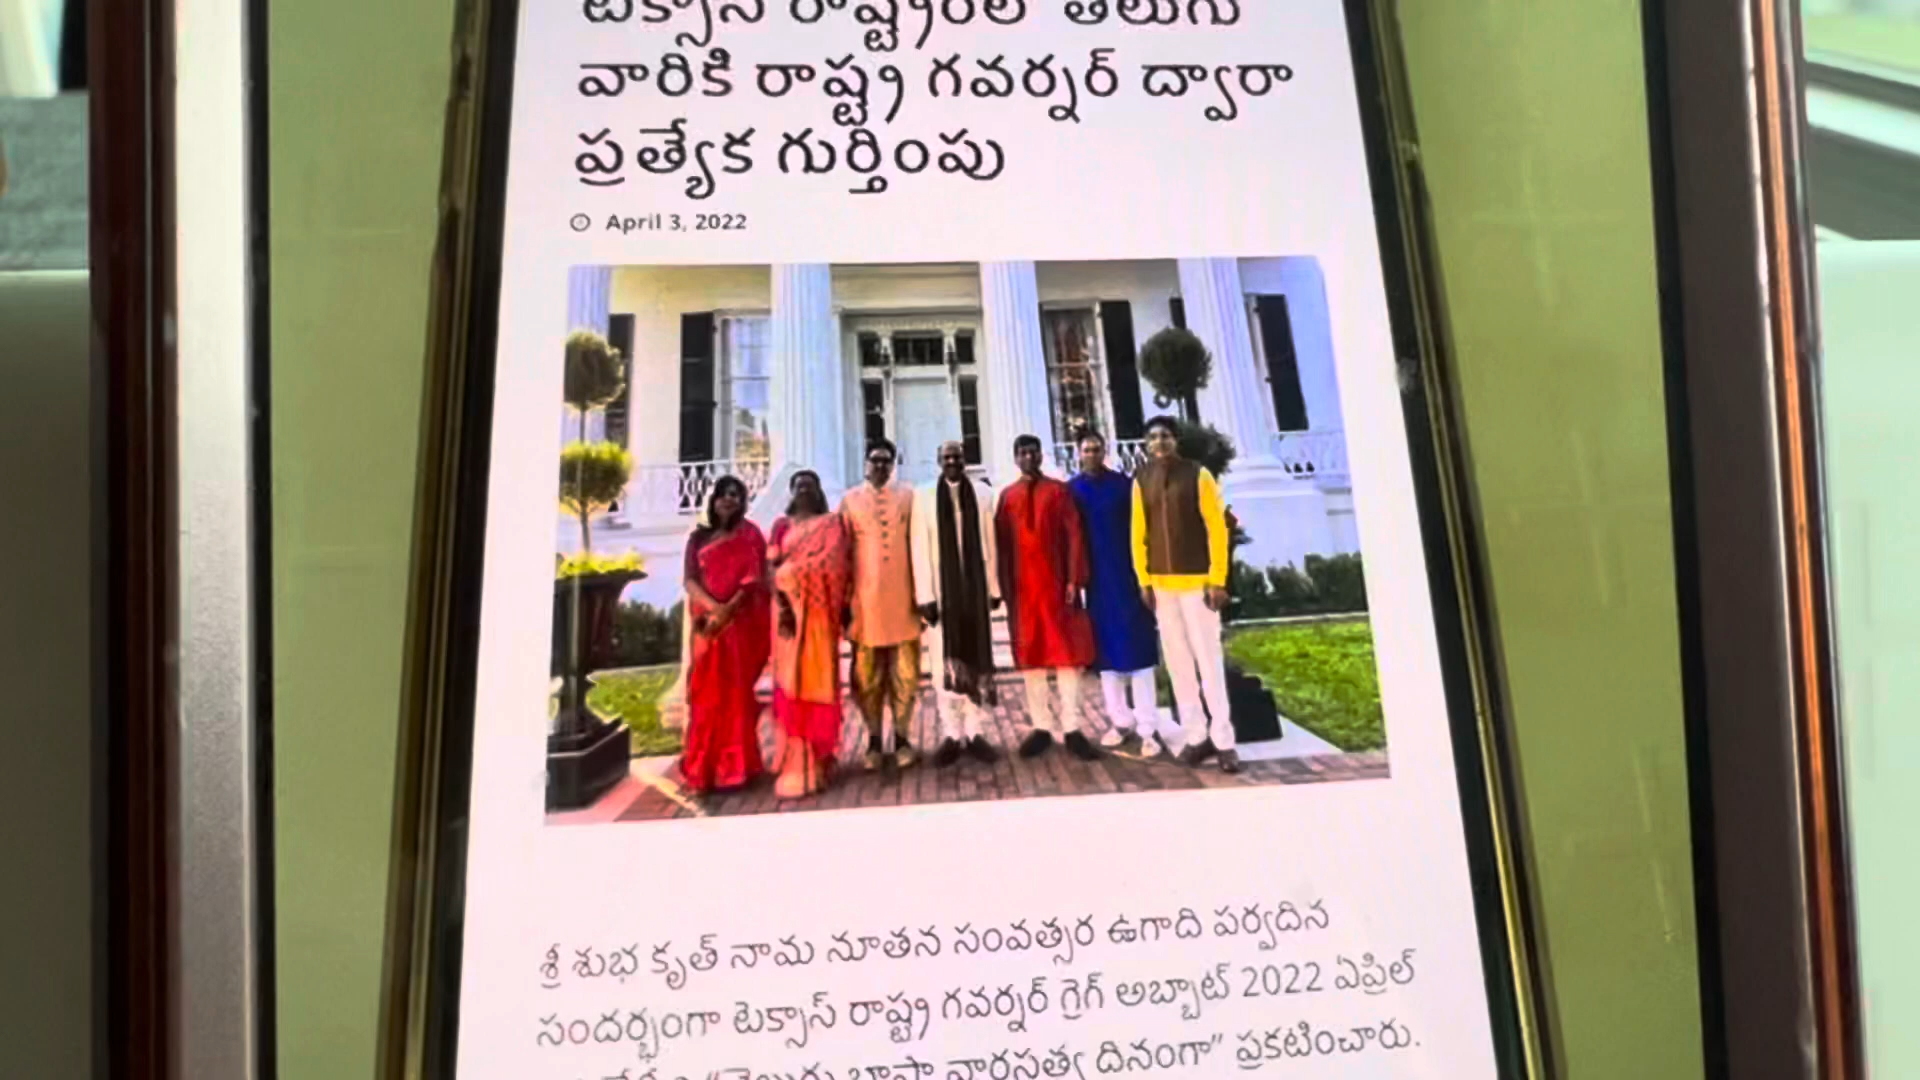 టెక్సాస్ రాష్ట్రంలో తెలుగు
వారికి రాష్ట్ర గవర్నర్ ద్వారా
ప్రత్యేక గుర్తింపు
April 3, 2022
శ్రీ శుభ కృత్ నామ నూతన సంవత్సర ఉగాది పర్వదిన
సందర్భంగా టెక్సాస్ రాష్ట్ర గవర్నర్ గ్రెగ్ అబ్బాట్ 2022 ఏప్రిల్
“తెలుగు భాషా వారసత్వ దినంగా” ప్రకటించారు.